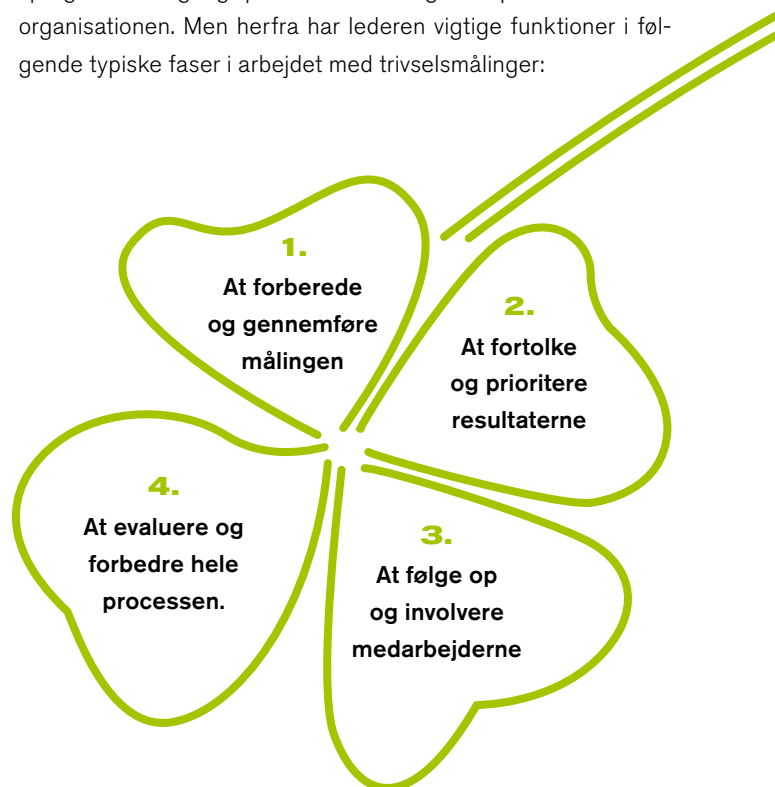 organisationen. Men herfra har lederen vigtige funktioner i føl-
gende typiske faser i arbejdet med trivselsmålinger:
1.
At forberede
og gennemføre
målingen
2.
At fortolke
og prioritere
resultaterne
3.
At følge op
og involvere
medarbejderne
4.
At evaluere og
forbedre hele
processen.